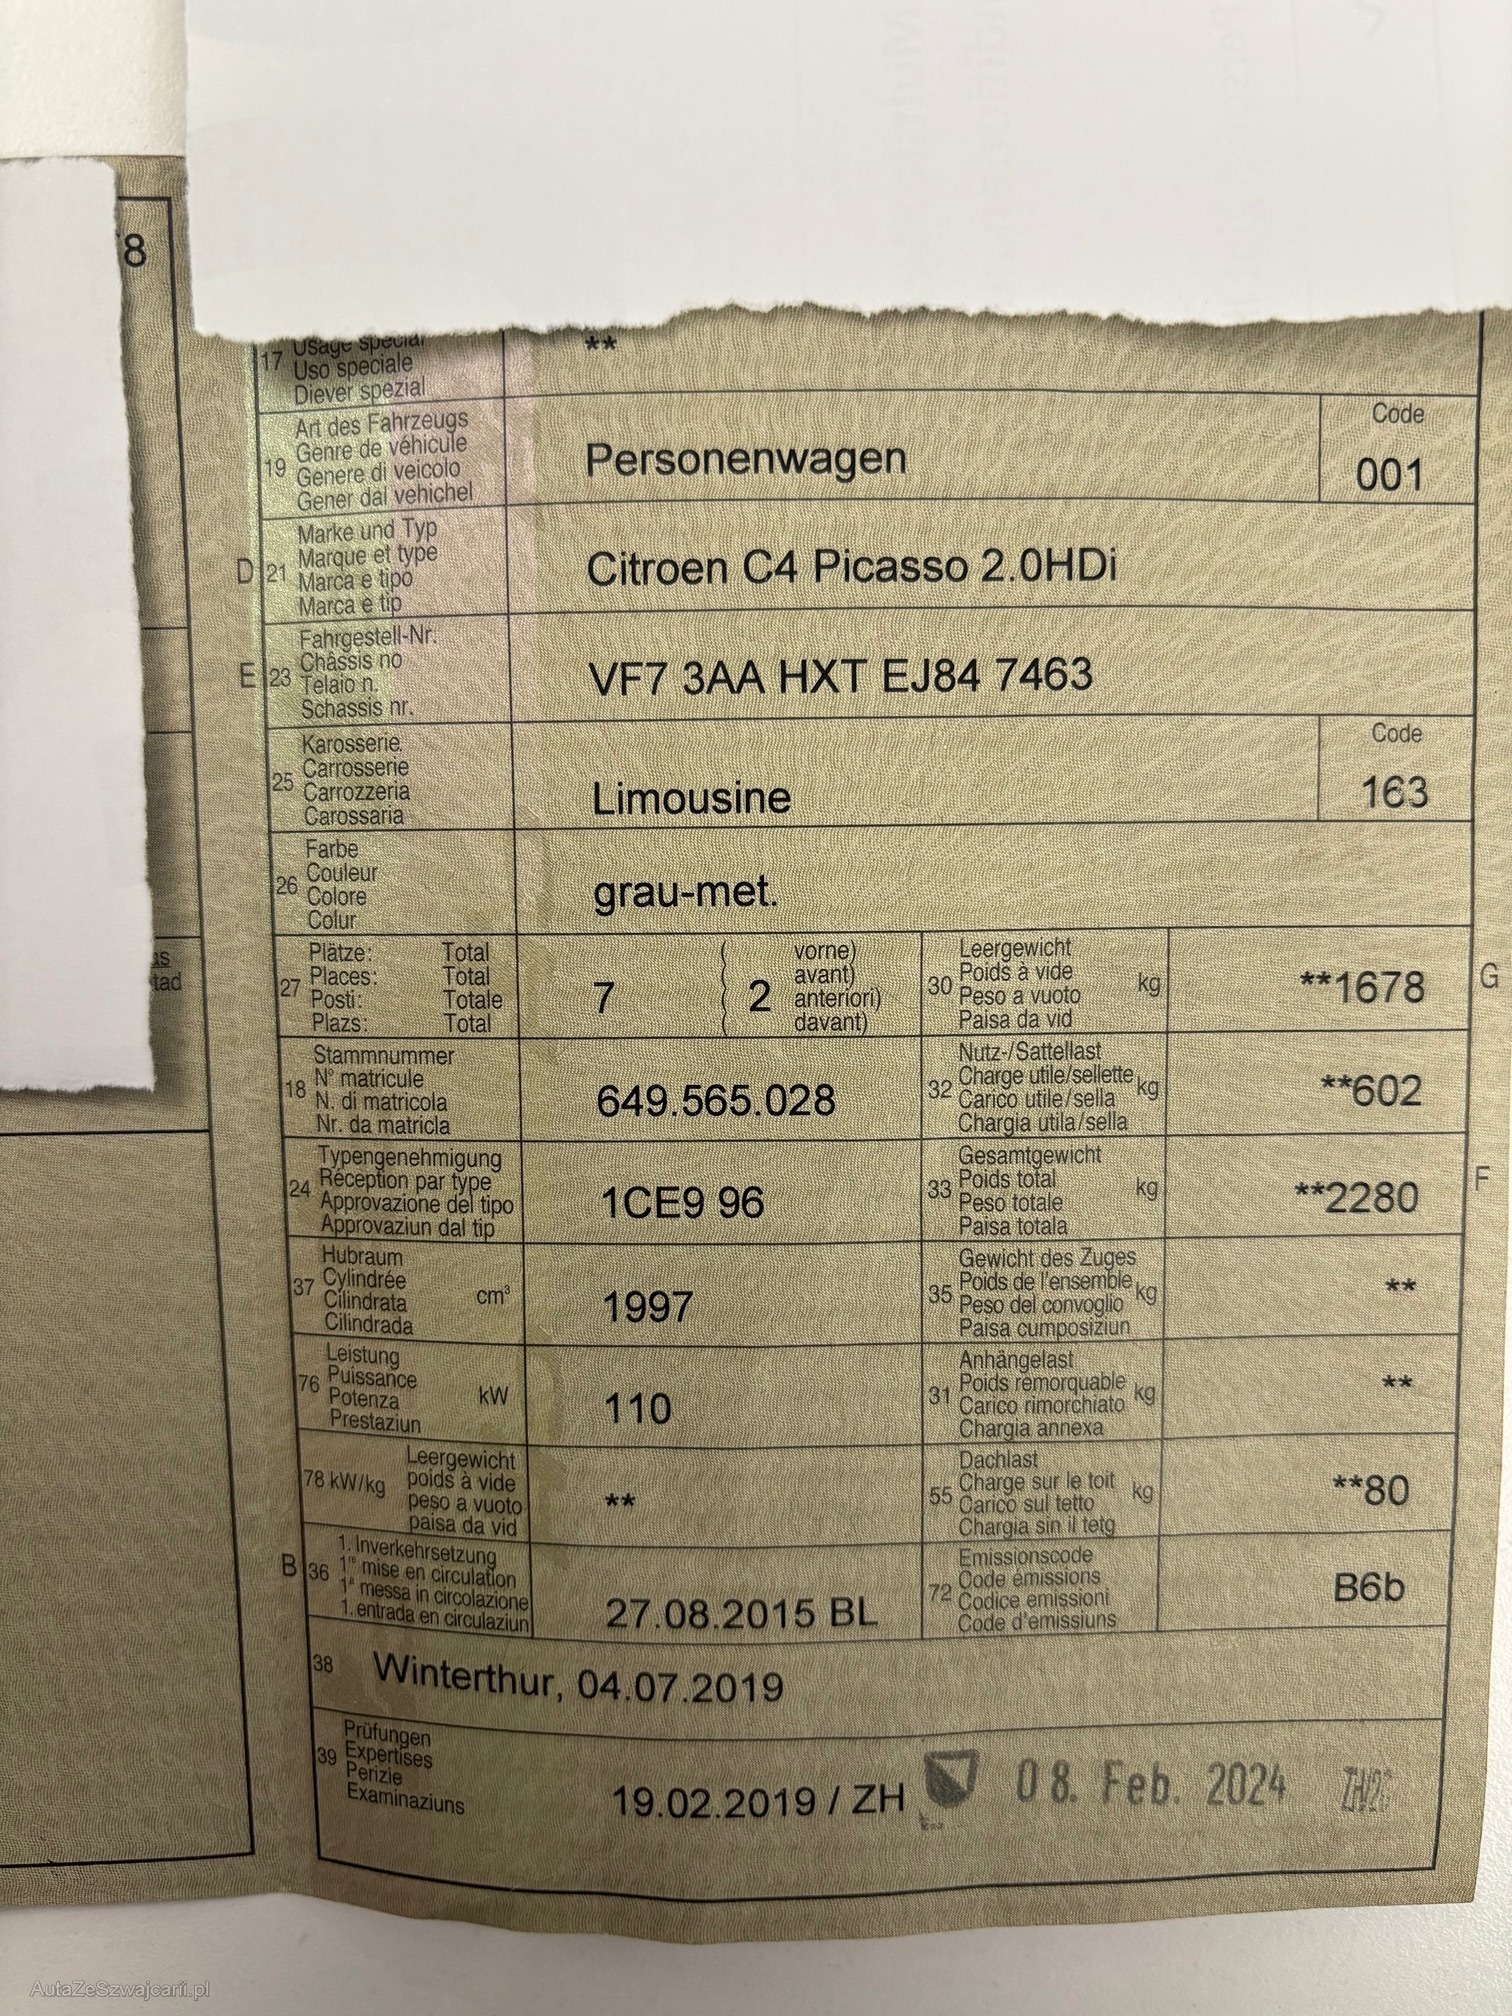 8
as
tad
Usage spécial
17
Uso speciale
**
Diever spezial
Art des Fahrzeugs
Genre de véhicule
19
Genere di veicolo
Gener dal vehichel
Personenwagen
Code
001
D
21
Marke und Typ
Marque et type
Marca e tipo
Marca e tip
Citroen C4 Picasso 2.0HDi
E
23
Fahrgestell-Nr.
Châssis no
Telaio n.
Schassis nr.
VF7 3AA HXT EJ84 7463
25
Karosserie
Carrosserie
Carrozzeria
Carossaria
Limousine
Code
163
26
Farbe
Couleur
Colore
Colur
grau-met.
27
Plätze: Total
Places: Total
Posti: Totale
Plazs: Total
7
2
( vorne)
( avant)
( anteriori)
( davant)
30
Leergewicht
Poids à vide
Peso a vuoto
Paisa da vid
kg
**1678
G
18
Stammnummer
N° matricule
N. di matricola
Nr. da matricla
649.565.028
32
Nutz-/Sattellast
Charge utile/sellette
Carico utile/sella
Chargia utila/sella
kg
**602
24
Typengenehmigung
Réception par type
Approvazione del tipo
Approvaziun dal tip
1CE9 96
33
Gesamtgewicht
Poids total
Peso totale
Paisa totala
kg
**2280
F
37
Hubraum
Cylindrée
Cilindrata
Cilindrada
cm³
1997
35
Gewicht des Zuges
Poids de l'ensemble
Peso del convoglio
Paisa cumposiziun
kg
**
76
Leistung
Puissance
Potenza
Prestaziun
kW
110
31
Anhängelast
Poids remorquable
Carico rimorchiato
Chargia annexa
kg
**
78 kW/kg
Leergewicht
poids à vide
peso a vuoto
paisa da vid
**
55
Dachlast
Charge sur le toit
Carico sul tetto
Chargia sin il tetg
kg
**80
B
36
1. Inverkehrsetzung
1re mise en circulation
1a messa in circolazione
1. entrada en circulaziun
27.08.2015 BL
72
Emissionscode
Code émissions
Codice emissioni
Code d'emissiuns
B6b
38
Winterthur, 04.07.2019
39
Prüfungen
Expertises
Perizie
Examinaziuns
19.02.2019 / ZH
08. Feb. 2024
AutaZeSzwajcarii.pl